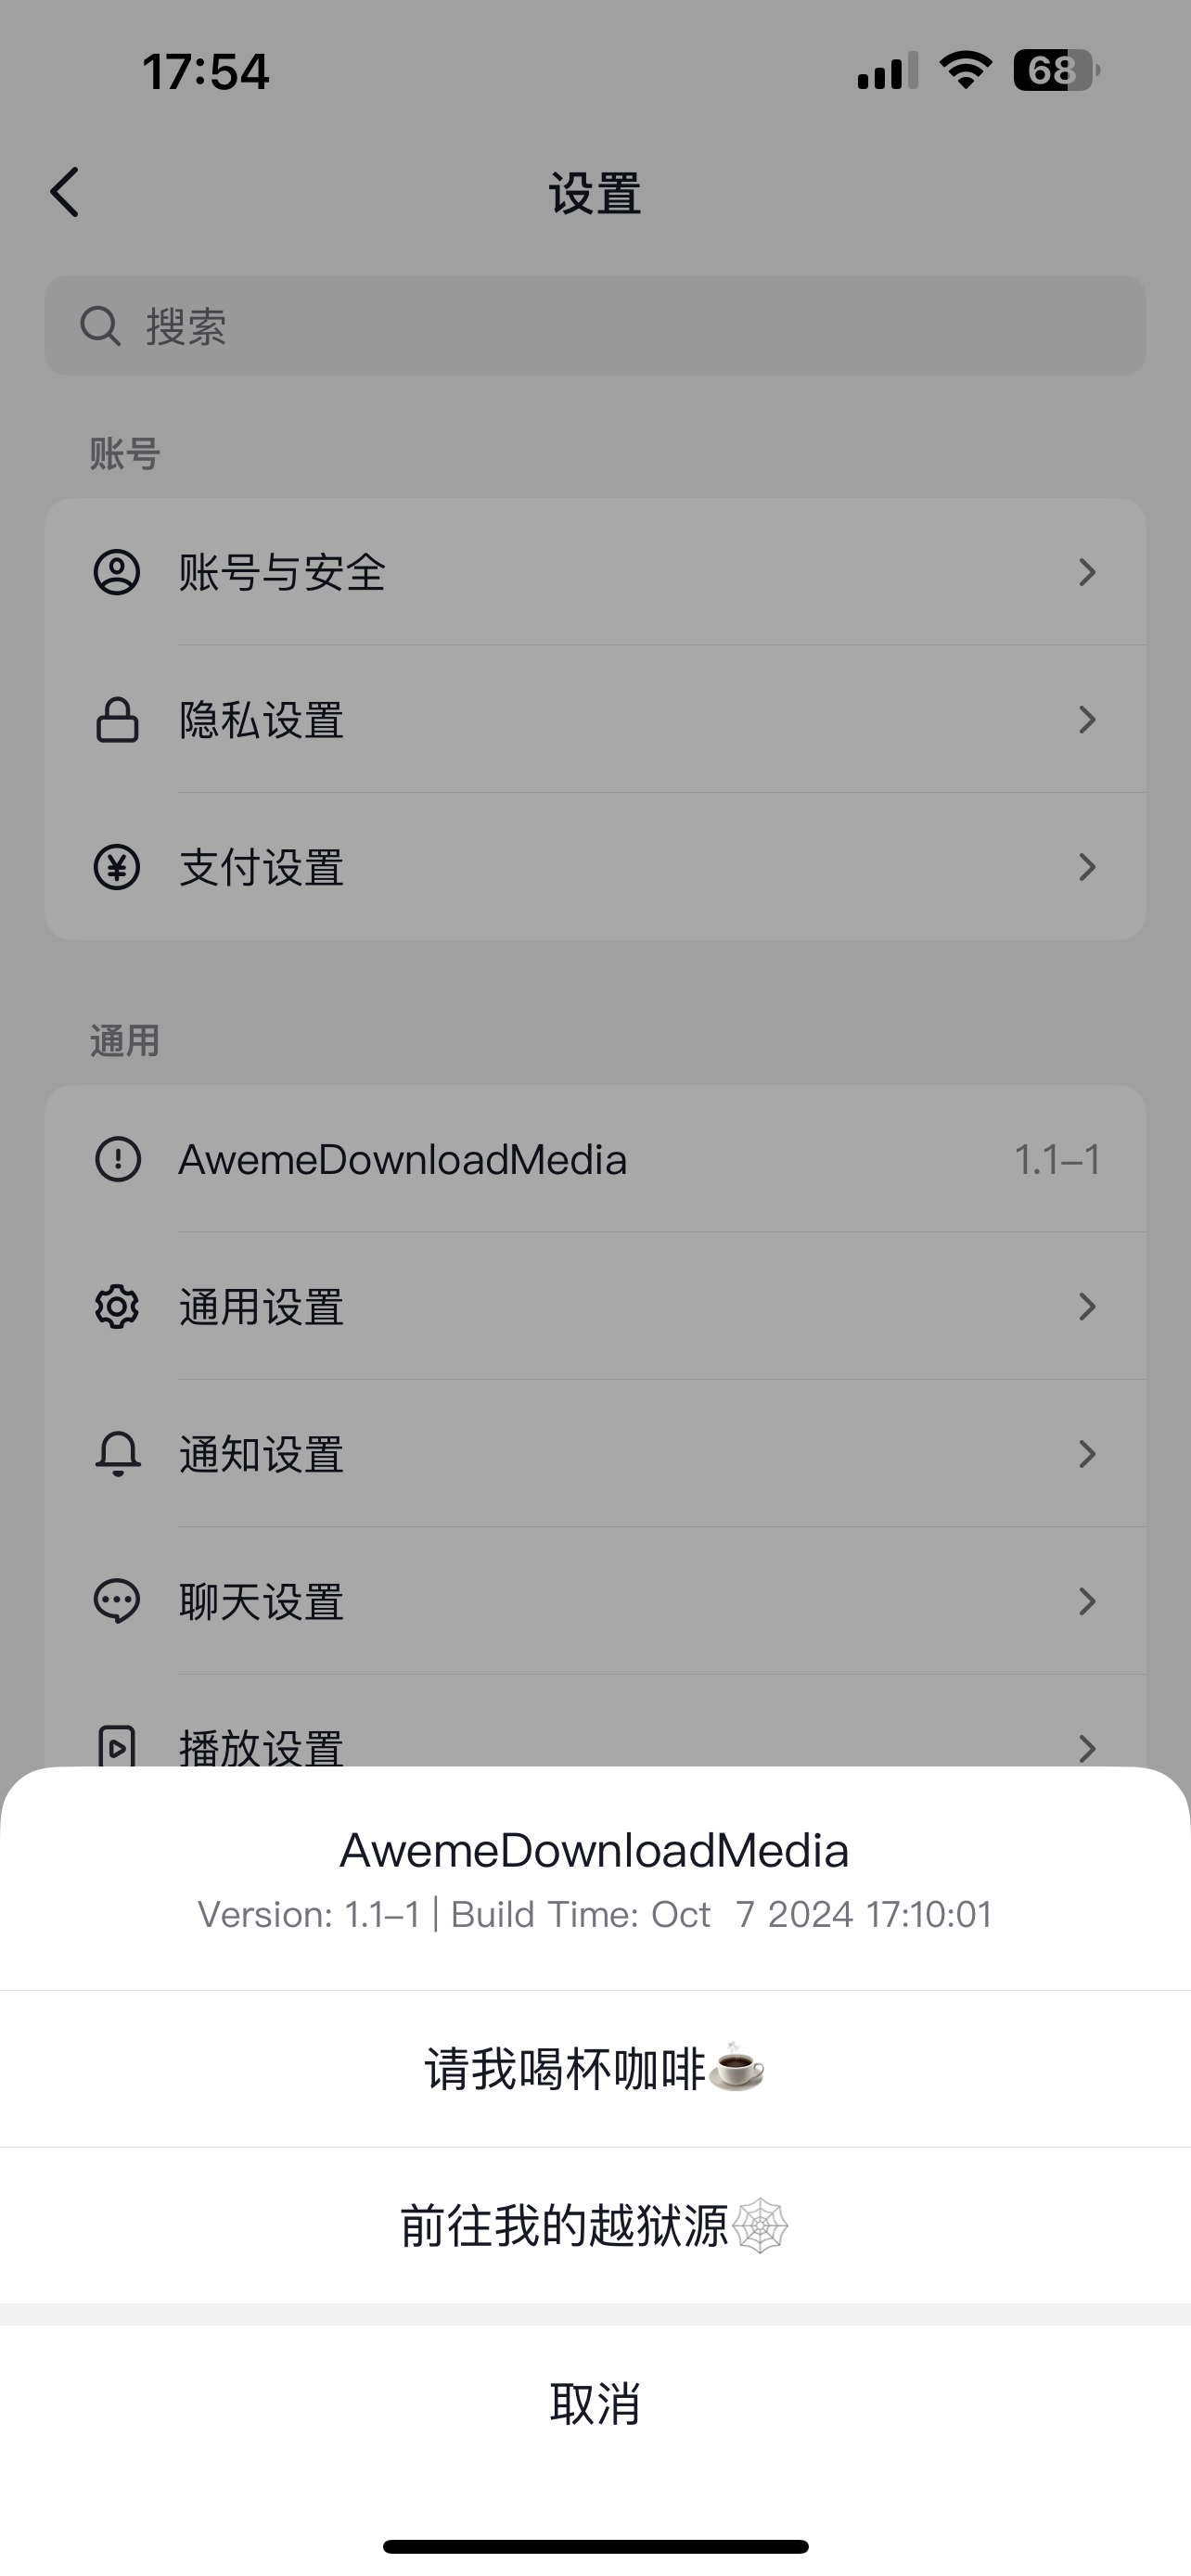 17:54
68
设置
搜索
账号
账号与安全
隐私设置
支付设置
通用
AwemeDownloadMedia 1.1–1
通用设置
通知设置
聊天设置
播放设置
AwemeDownloadMedia
Version: 1.1–1 | Build Time: Oct  7 2024 17:10:01
请我喝杯咖啡☕
前往我的越狱源🕸
取消